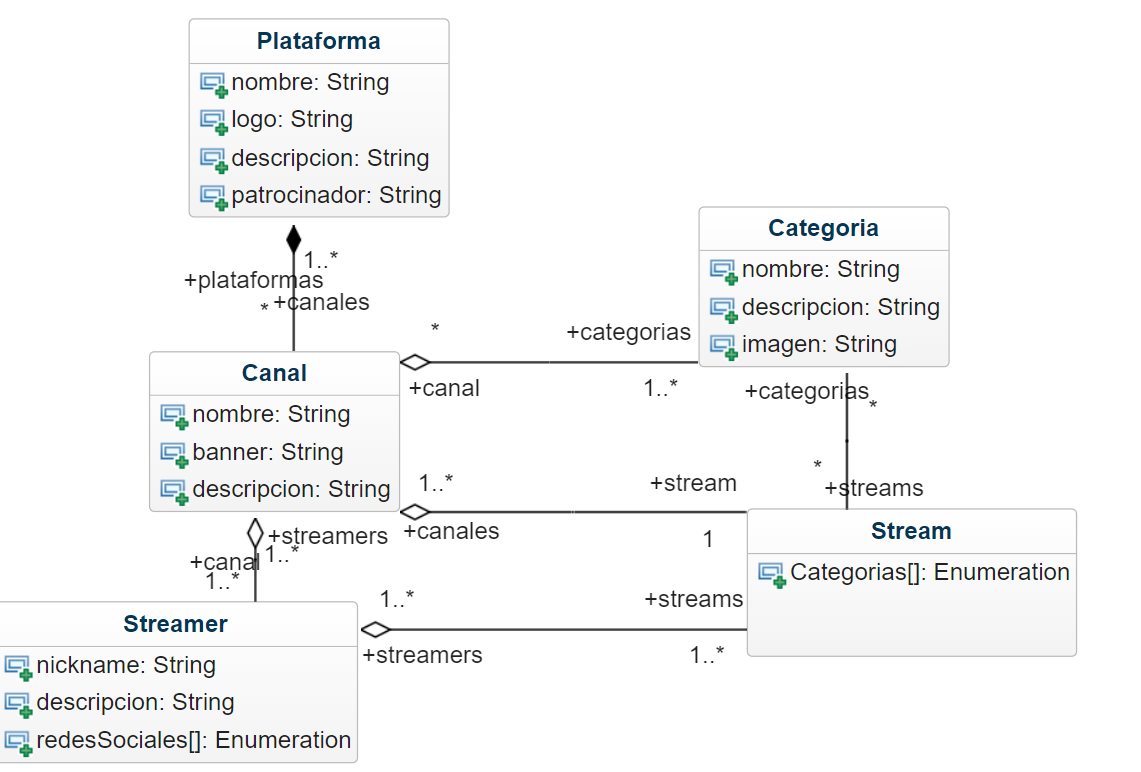 Plataforma
nombre: String
logo: String
descripcion: String
patrocinador: String
1..*
+plataformas
* +canales
Categoria
nombre: String
descripcion: String
imagen: String
* +categorias
+canal 1..*
+categorias
*
Canal
nombre: String
banner: String
descripcion: String
1..* +stream
+canales 1
*
+streams
+streamers
1..*
+canal
1..*
Stream
Categorias[]: Enumeration
1..* +streams
+streamers 1..*
Streamer
nickname: String
descripcion: String
redesSociales[]: Enumeration